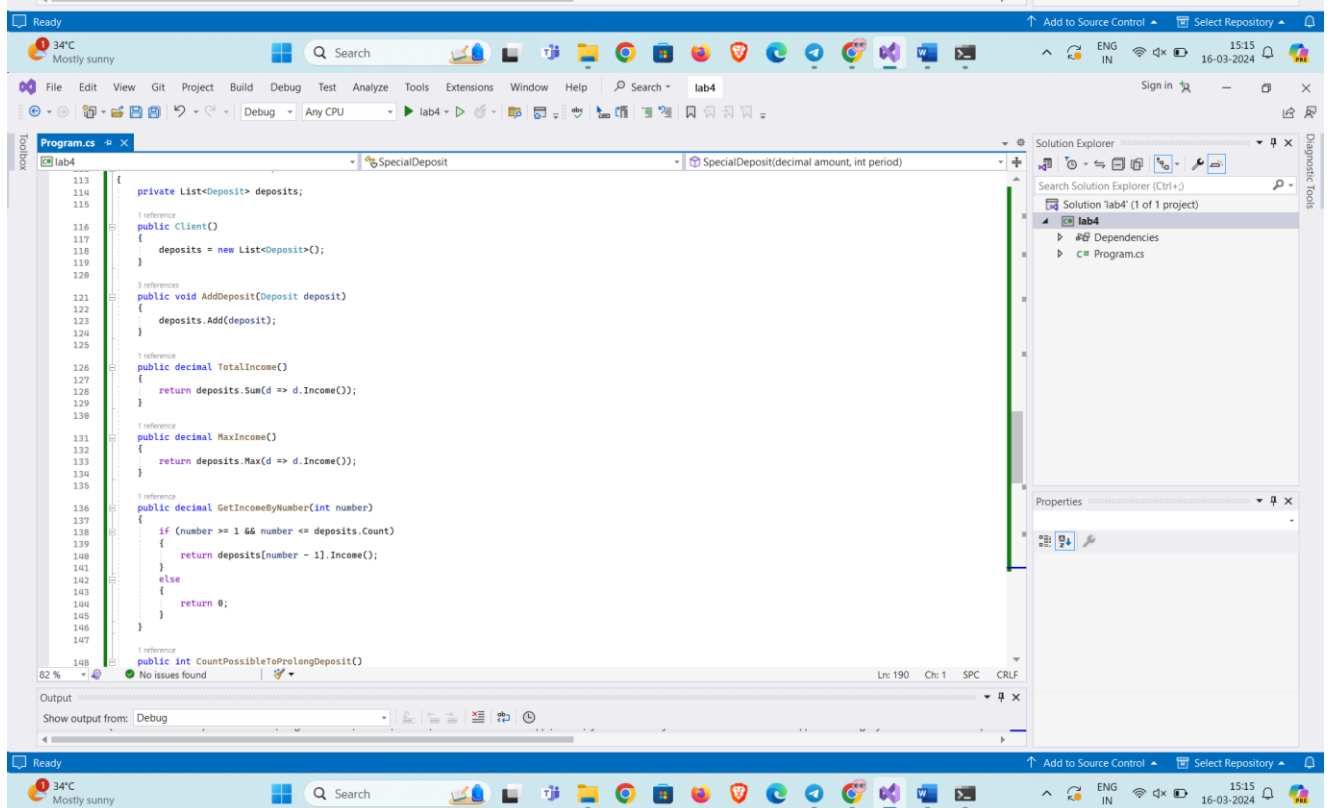 Ready
Add to Source Control
Select Repository
1
34°C
Mostly sunny
Search
ENG
IN
15:15
16-03-2024
PRE
File Edit View Git Project Build Debug Test Analyze Tools Extensions Window Help Search lab4 Sign in
Debug Any CPU lab4
Toolbox
Program.cs
lab4 SpecialDeposit SpecialDeposit(decimal amount, int period)
113 {
114 private List<Deposit> deposits;
115
1 reference
116 public Client()
117 {
118 deposits = new List<Deposit>();
119 }
120
3 references
121 public void AddDeposit(Deposit deposit)
122 {
123 deposits.Add(deposit);
124 }
125
1 reference
126 public decimal TotalIncome()
127 {
128 return deposits.Sum(d => d.Income());
129 }
130
1 reference
131 public decimal MaxIncome()
132 {
133 return deposits.Max(d => d.Income());
134 }
135
1 reference
136 public decimal GetIncomeByNumber(int number)
137 {
138 if (number >= 1 && number <= deposits.Count)
139 {
140 return deposits[number - 1].Income();
141 }
142 else
143 {
144 return 0;
145 }
146 }
147
1 reference
148 public int CountPossibleToProlongDeposit()
82 % No issues found Ln: 190 Ch: 1 SPC CRLF
Output
Show output from: Debug
Solution Explorer
Search Solution Explorer (Ctrl+;)
Solution 'lab4' (1 of 1 project)
lab4
Dependencies
C# Program.cs
Properties
Diagnostic Tools
Ready
Add to Source Control
Select Repository
1
34°C
Mostly sunny
Search
ENG
IN
15:15
16-03-2024
PRE